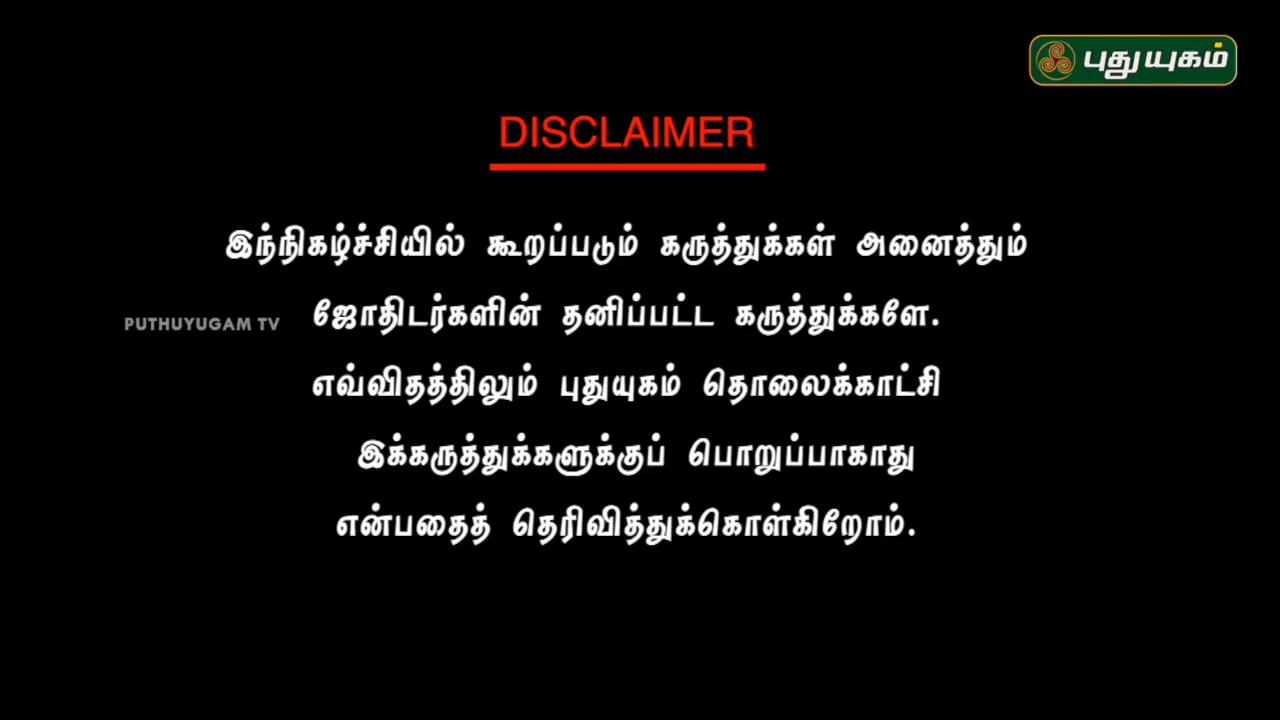 புதுயுகம்
DISCLAIMER
இந்நிகழ்ச்சியில் கூறப்படும் கருத்துக்கள் அனைத்தும்
PUTHUYUGAM TV
ஜோதிடர்களின் தனிப்பட்ட கருத்துக்களே.
எவ்விதத்திலும் புதுயுகம் தொலைக்காட்சி
இக்கருத்துக்களுக்குப் பொறுப்பாகாது
என்பதைத் தெரிவித்துக்கொள்கிறோம்.